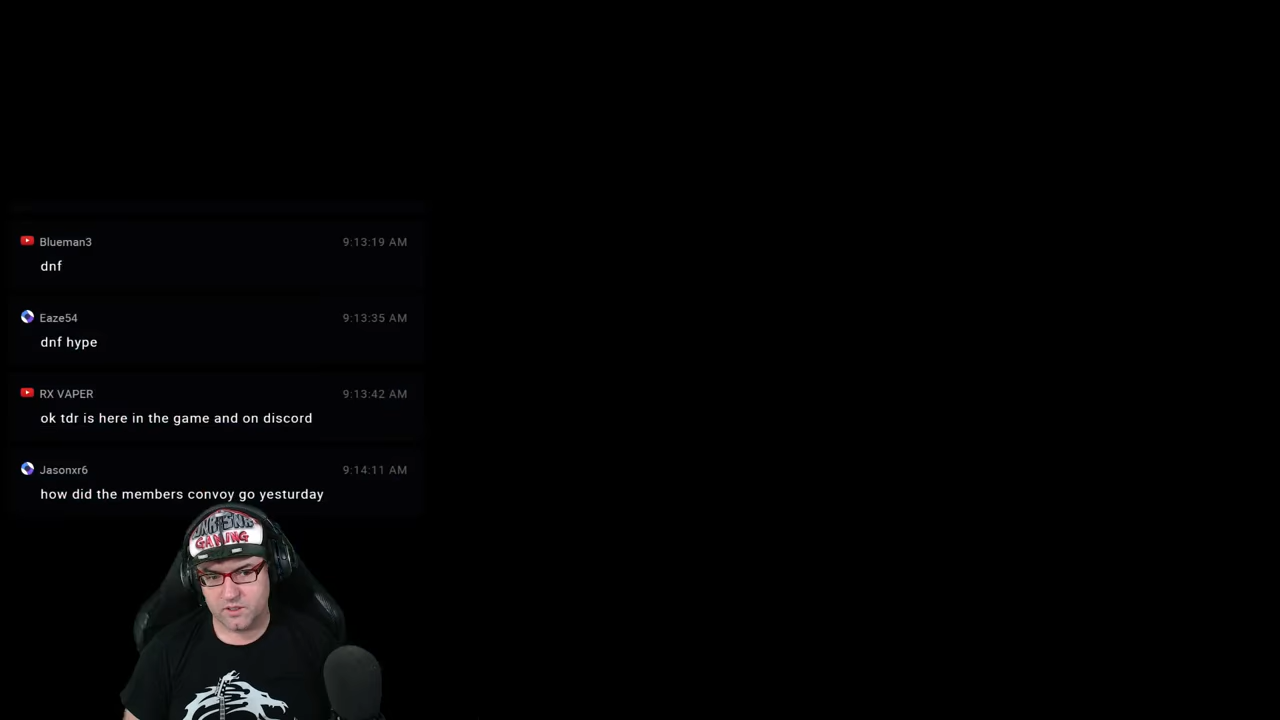 Blueman3 9:13:19 AM
dnf
Eaze54 9:13:35 AM
dnf hype
RX VAPER 9:13:42 AM
ok tdr is here in the game and on discord
Jasonxr6 9:14:11 AM
how did the members convoy go yesturday
GAMING